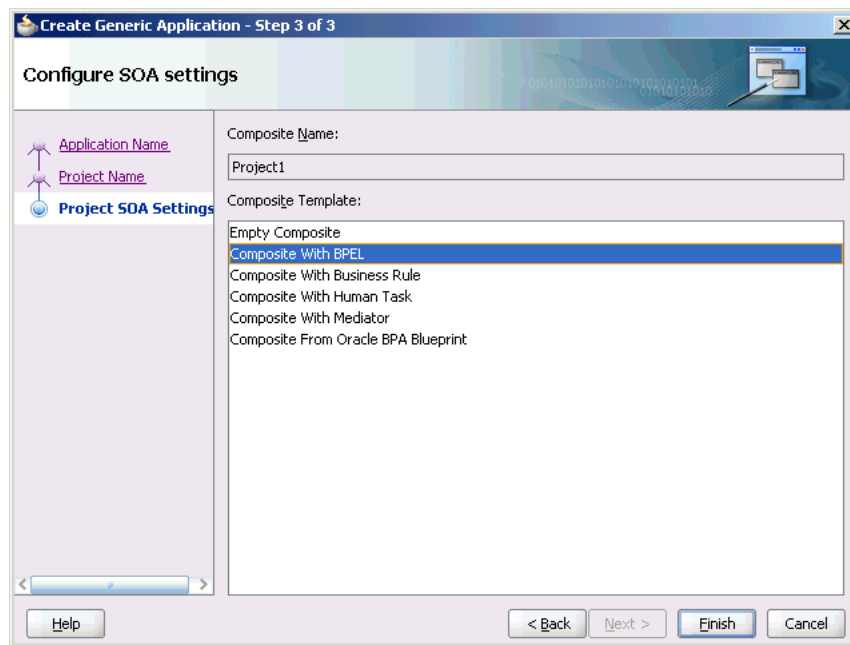 Create Generic Application - Step 3 of 3
Configure SOA settings
Application Name
Project Name
Project SOA Settings
Composite Name:
Project1
Composite Template:
Empty Composite
Composite With BPEL
Composite With Business Rule
Composite With Human Task
Composite With Mediator
Composite From Oracle BPA Blueprint
Help
< Back
Next >
Finish
Cancel